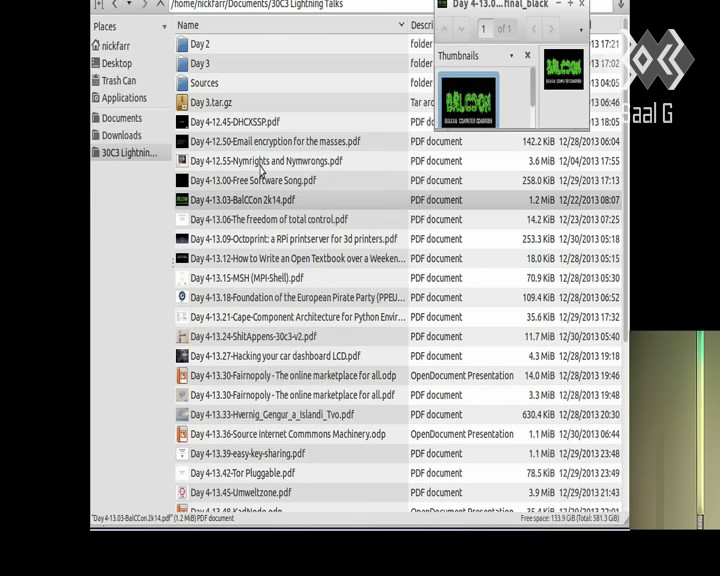 /home/nickfarr/Documents/30C3 Lightning Talks
Day 4-13.0...final_black
Places
Name
Descri
1 of 1
nickfarr
Day 2
folder
13 17:21
Desktop
Day 3
folder
Thumbnails
13 17:02
Trash Can
Sources
folder
13 04:05
Applications
Day 3.tar.gz
Tar arc
13 06:46
Documents
Day 4-12.45-DHCXSSP.pdf
PDF d
13 18:05
Saal G
Downloads
Day 4-12.50-Email encryption for the masses.pdf
PDF document
142.2 KiB
12/28/2013 06:04
30C3 Lightnin...
Day 4-12.55-Nymrights and Nymwrongs.pdf
PDF document
3.6 MiB
12/04/2013 17:55
Day 4-13.00-Free Software Song.pdf
PDF document
258.0 KiB
12/29/2013 17:13
Day 4-13.03-BalCCon 2k14.pdf
PDF document
1.2 MiB
12/22/2013 08:07
Day 4-13.06-The freedom of total control.pdf
PDF document
14.2 KiB
12/23/2013 07:25
Day 4-13.09-Octoprint: a RPi printserver for 3d printers.pdf
PDF document
253.3 KiB
12/30/2013 05:18
Day 4-13.12-How to Write an Open Textbook over a Weeken...
PDF document
18.0 KiB
12/28/2013 05:15
Day 4-13.15-MSH (MPI-Shell).pdf
PDF document
70.9 KiB
12/28/2013 05:30
Day 4-13.18-Foundation of the European Pirate Party (PPEU...
PDF document
109.4 KiB
12/28/2013 06:52
Day 4-13.21-Cape-Component Architecture for Python Envir...
PDF document
35.6 KiB
12/29/2013 17:32
Day 4-13.24-ShitAppens-30c3-v2.pdf
PDF document
11.7 MiB
12/30/2013 05:40
Day 4-13.27-Hacking your car dashboard LCD.pdf
PDF document
4.3 MiB
12/28/2013 19:18
Day 4-13.30-Fairnopoly - The online marketplace for all.odp
OpenDocument Presentation
14.0 MiB
12/28/2013 19:46
Day 4-13.30-Fairnopoly - The online marketplace for all.pdf
PDF document
3.3 MiB
12/28/2013 19:48
Day 4-13.33-Hvernig_Gengur_a_Islandi_Tvo.pdf
PDF document
630.4 KiB
12/28/2013 20:30
Day 4-13.36-Source Internet Commmons Machinery.odp
OpenDocument Presentation
1.1 MiB
12/30/2013 06:44
Day 4-13.39-easy-key-sharing.pdf
PDF document
1.1 MiB
12/29/2013 23:48
Day 4-13.42-Tor Pluggable.pdf
PDF document
78.5 KiB
12/29/2013 23:49
Day 4-13.45-Umweltzone.pdf
PDF document
3.9 MiB
12/29/2013 21:43
Day 4-13.48-KadNode.odp
OpenDocument Presentation
"Day 4-13.03-BalCCon 2k14.pdf" (1.2 MiB) PDF document
Free space: 133.9 GiB (Total: 581.3 GiB)